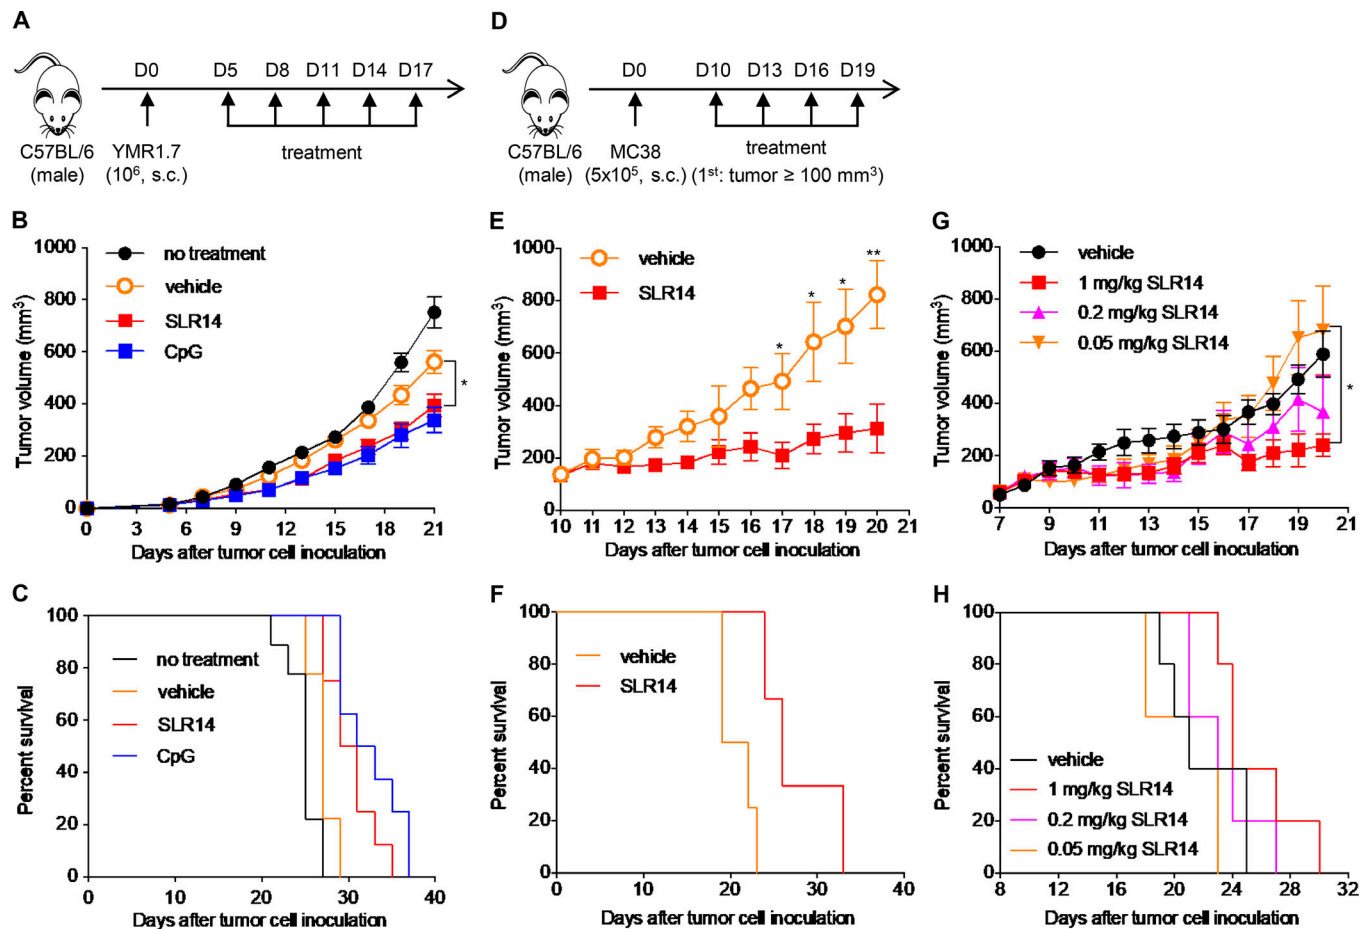 A
D0 D5 D8 D11 D14 D17
C57BL/6
(male)
YMR1.7
(10⁶, s.c.)
treatment
D
D0 D10 D13 D16 D19
C57BL/6
(male)
MC38
(5x10⁵, s.c.)
treatment
(1ˢᵗ: tumor ≥ 100 mm³)
B
Tumor volume (mm³)
1000
800
600
400
200
0
no treatment
vehicle
SLR14
CpG
*
0 3 6 9 12 15 18 21
Days after tumor cell inoculation
E
Tumor volume (mm³)
1000
800
600
400
200
0
vehicle
SLR14
* * * **
10 11 12 13 14 15 16 17 18 19 20 21
Days after tumor cell inoculation
G
Tumor volume (mm³)
1000
800
600
400
200
0
vehicle
1 mg/kg SLR14
0.2 mg/kg SLR14
0.05 mg/kg SLR14
*
7 9 11 13 15 17 19 21
Days after tumor cell inoculation
C
Percent survival
100
80
60
40
20
0
no treatment
vehicle
SLR14
CpG
0 10 20 30 40
Days after tumor cell inoculation
F
Percent survival
100
80
60
40
20
0
vehicle
SLR14
0 10 20 30 40
Days after tumor cell inoculation
H
Percent survival
100
80
60
40
20
0
vehicle
1 mg/kg SLR14
0.2 mg/kg SLR14
0.05 mg/kg SLR14
8 12 16 20 24 28 32
Days after tumor cell inoculation